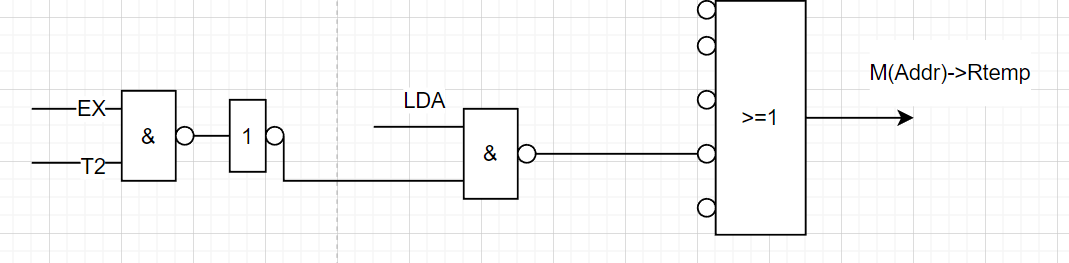 EX
T2
&
1
LDA
&
>=1
M(Addr)->Rtemp